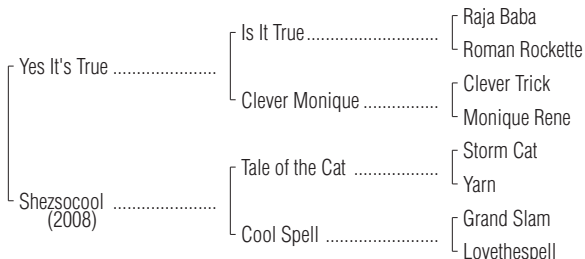 Raja Baba
Is It True
Roman Rockette
Yes It's True
Clever Trick
Clever Monique
Monique Rene
Storm Cat
Tale of the Cat
Yarn
Shezsocool
(2008)
Grand Slam
Cool Spell
Lovethespell